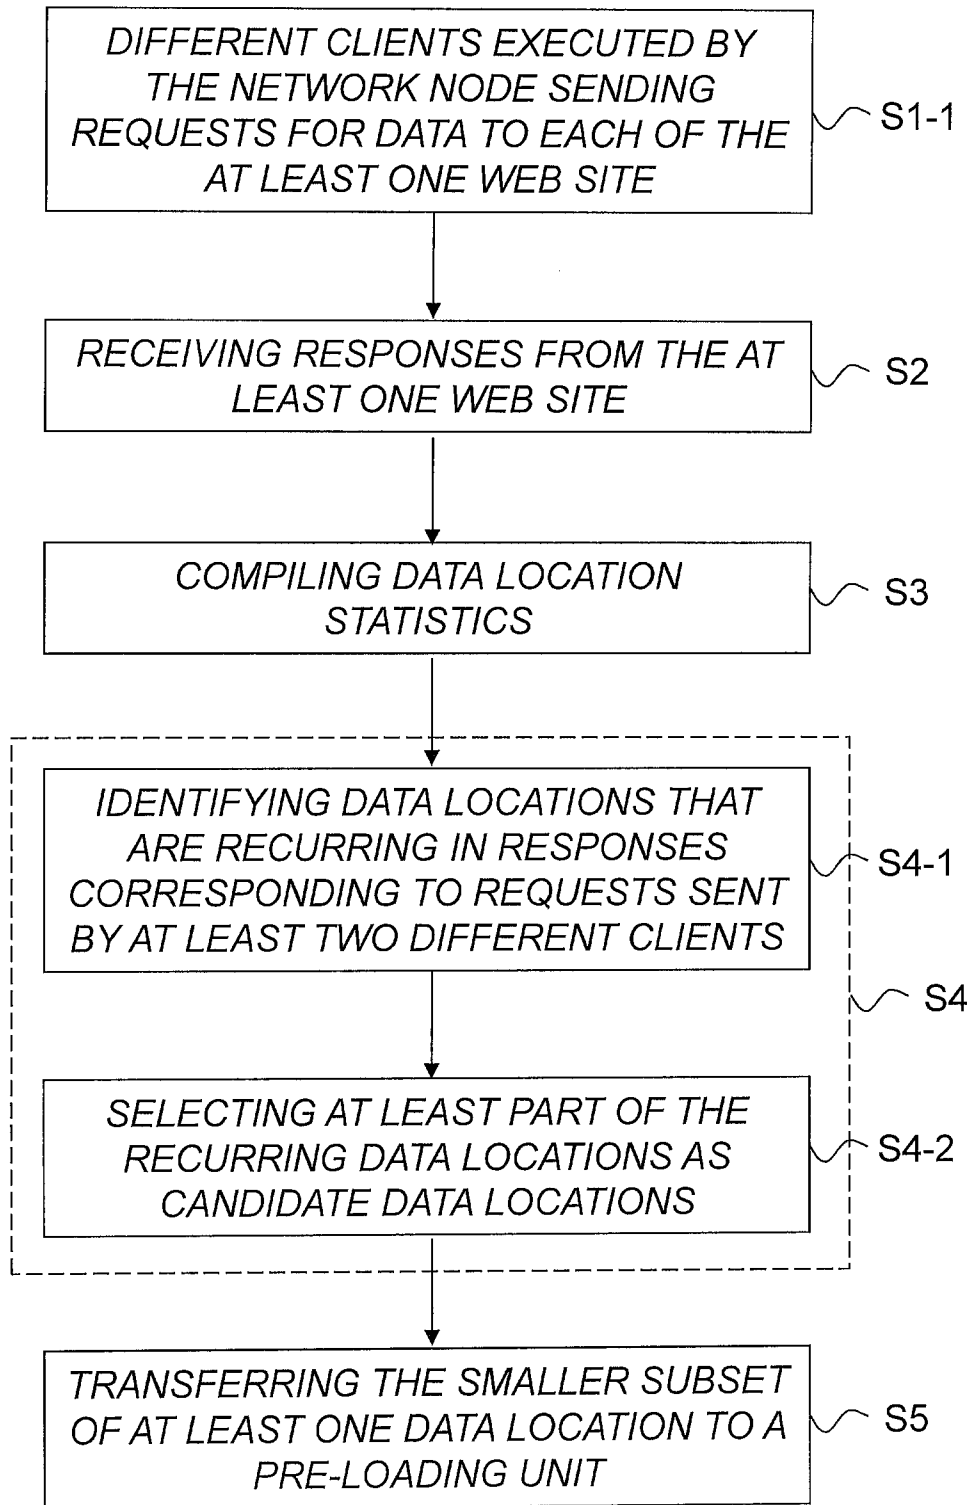 DIFFERENT CLIENTS EXECUTED BY
THE NETWORK NODE SENDING
REQUESTS FOR DATA TO EACH OF THE
AT LEAST ONE WEB SITE
S1-1
RECEIVING RESPONSES FROM THE AT
LEAST ONE WEB SITE
S2
COMPILING DATA LOCATION
STATISTICS
S3
IDENTIFYING DATA LOCATIONS THAT
ARE RECURRING IN RESPONSES
CORRESPONDING TO REQUESTS SENT
BY AT LEAST TWO DIFFERENT CLIENTS
S4-1
S4
SELECTING AT LEAST PART OF THE
RECURRING DATA LOCATIONS AS
CANDIDATE DATA LOCATIONS
S4-2
TRANSFERRING THE SMALLER SUBSET
OF AT LEAST ONE DATA LOCATION TO A
PRE-LOADING UNIT
S5